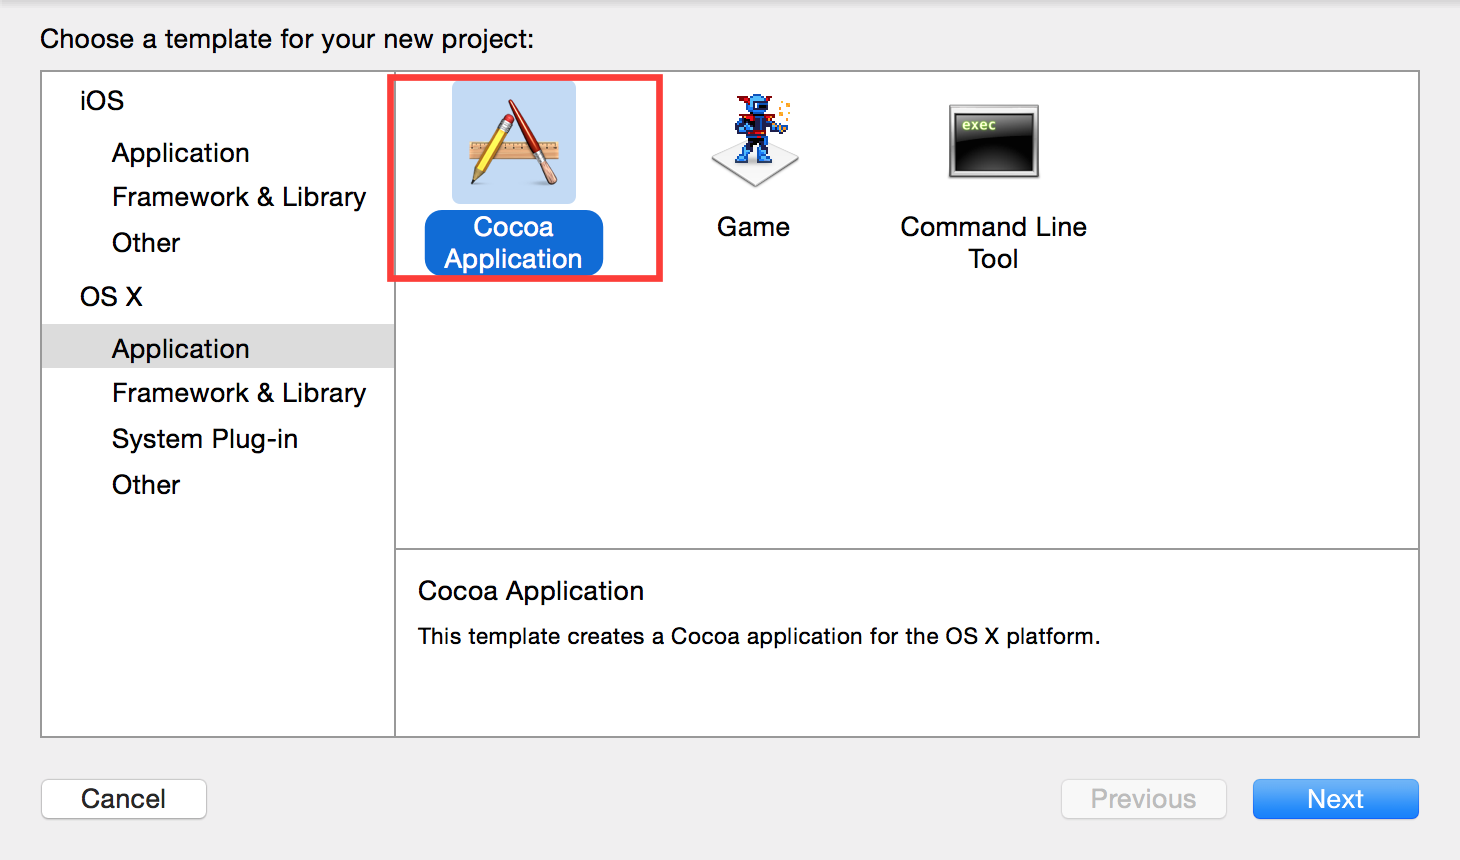 Choose a template for your new project:
iOS
Application
Framework & Library
Other
OS X
Application
Framework & Library
System Plug-in
Other
Cocoa
Application
Game
exec
Command Line
Tool
Cocoa Application
This template creates a Cocoa application for the OS X platform.
Cancel
Previous
Next